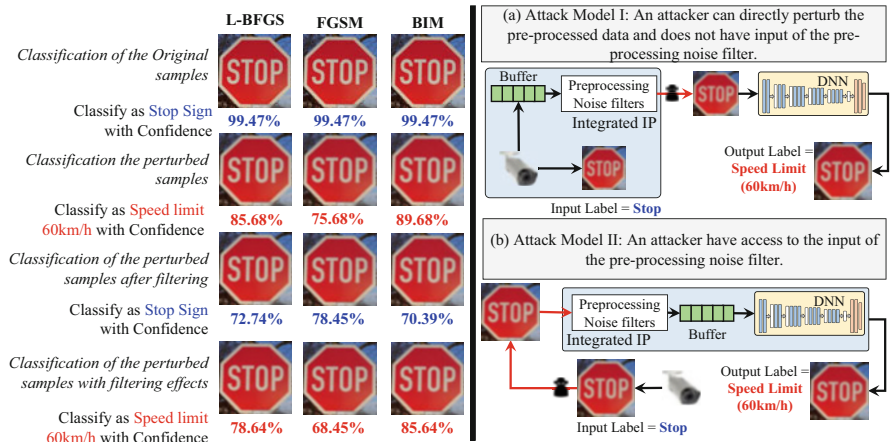 L-BFGS FGSM BIM
Classification of the Original
samples
STOP STOP STOP
Classify as Stop Sign
with Confidence
99.47% 99.47% 99.47%
Classification the perturbed
samples
STOP STOP STOP
Classify as Speed limit
60km/h with Confidence
85.68% 75.68% 89.68%
Classification of the perturbed
samples after filtering
STOP STOP STOP
Classify as Stop Sign
with Confidence
72.74% 78.45% 70.39%
Classification of the perturbed
samples with filtering effects
STOP STOP STOP
Classify as Speed limit
60km/h with Confidence
78.64% 68.45% 85.64%
(a) Attack Model I: An attacker can directly perturb the
pre-processed data and does not have input of the pre-
processing noise filter.
Buffer
Preprocessing
Noise filters
Integrated IP
STOP
DNN
STOP
Input Label = Stop
Output Label =
Speed Limit
(60km/h)
STOP
(b) Attack Model II: An attacker have access to the input of
the pre-processing noise filter.
STOP
Preprocessing
Noise filters
Integrated IP
Buffer
DNN
STOP
Input Label = Stop
Output Label =
Speed Limit
(60km/h)
STOP